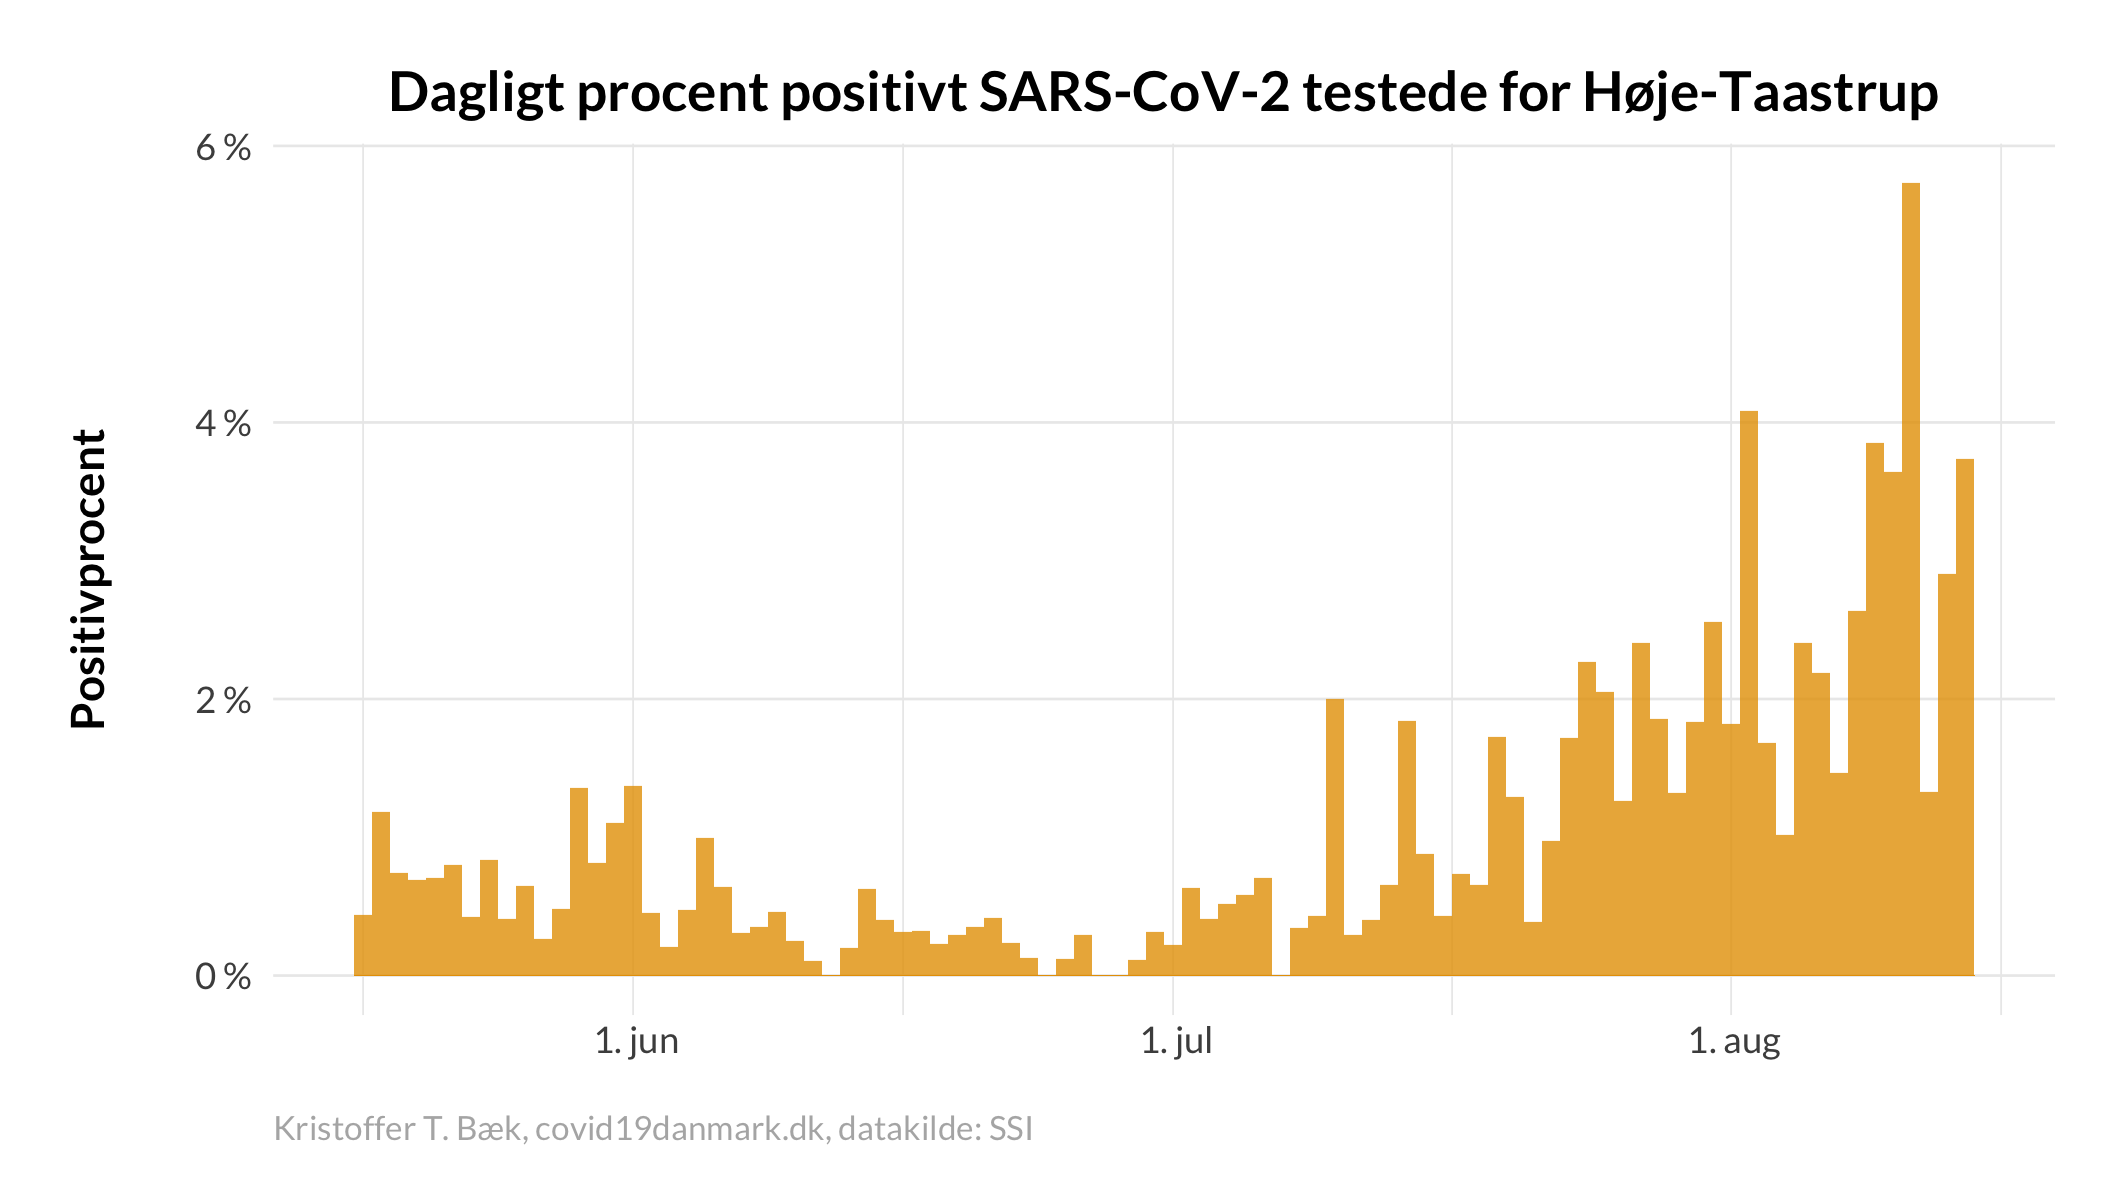 Dagligt procent positivt SARS-CoV-2 testede for Høje-Taastrup
Positivprocent
6 %
4 %
2 %
0 %
1. jun
1. jul
1. aug
Kristoffer T. Bæk, covid19danmark.dk, datakilde: SSI